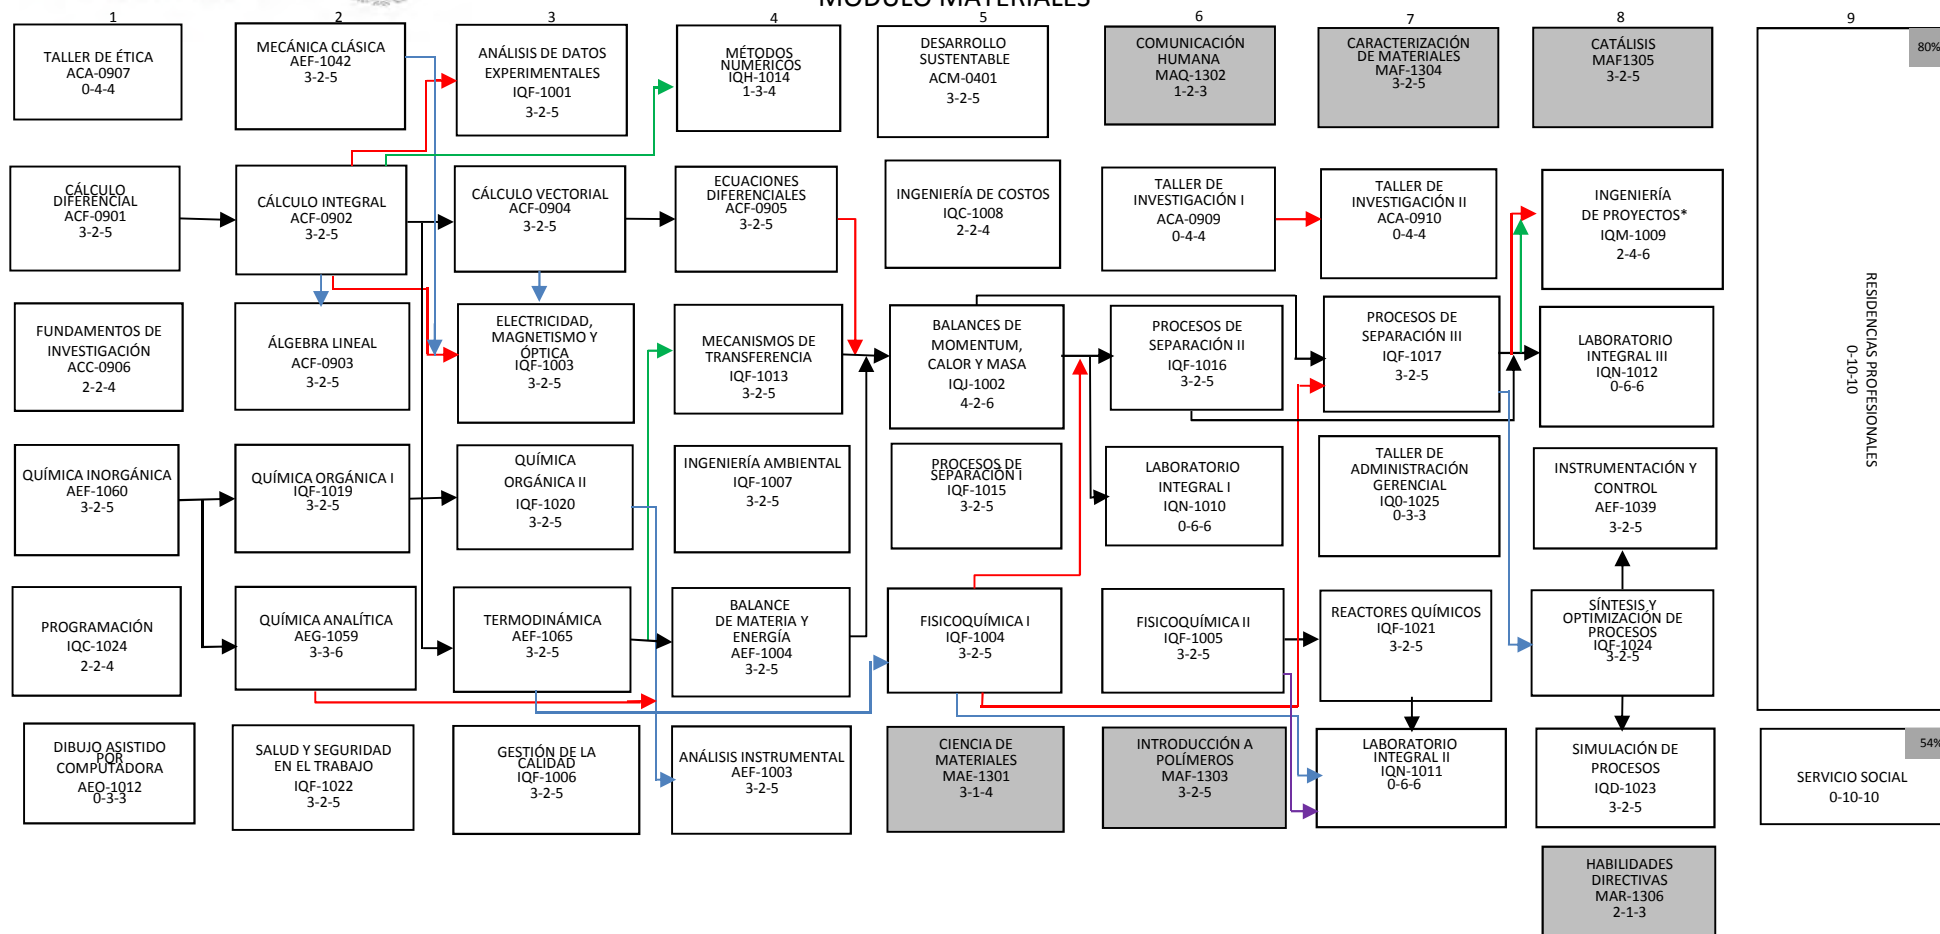 MÓDULO MATERIALES
1
2
3
4
5
6
7
8
9
TALLER DE ÉTICA
ACA-0907
0-4-4
MECÁNICA CLÁSICA
AEF-1042
3-2-5
ANÁLISIS DE DATOS
EXPERIMENTALES
IQF-1001
3-2-5
MÉTODOS
NUMÉRICOS
IQH-1014
1-3-4
DESARROLLO
SUSTENTABLE
ACM-0401
3-2-5
COMUNICACIÓN
HUMANA
MAQ-1302
1-2-3
CARACTERIZACIÓN
DE MATERIALES
MAF-1304
3-2-5
CATÁLISIS
MAF1305
3-2-5
80%
CÁLCULO
DIFERENCIAL
ACF-0901
3-2-5
CÁLCULO INTEGRAL
ACF-0902
3-2-5
CÁLCULO VECTORIAL
ACF-0904
3-2-5
ECUACIONES
DIFERENCIALES
ACF-0905
3-2-5
INGENIERÍA DE COSTOS
IQC-1008
2-2-4
TALLER DE
INVESTIGACIÓN I
ACA-0909
0-4-4
TALLER DE
INVESTIGACIÓN II
ACA-0910
0-4-4
INGENIERÍA
DE PROYECTOS*
IQM-1009
2-4-6
RESIDENCIAS PROFESIONALES
0-10-10
FUNDAMENTOS DE
INVESTIGACIÓN
ACC-0906
2-2-4
ÁLGEBRA LINEAL
ACF-0903
3-2-5
ELECTRICIDAD,
MAGNETISMO Y
ÓPTICA
IQF-1003
3-2-5
MECANISMOS DE
TRANSFERENCIA
IQF-1013
3-2-5
BALANCES DE
MOMENTUM,
CALOR Y MASA
IQJ-1002
4-2-6
PROCESOS DE
SEPARACIÓN II
IQF-1016
3-2-5
PROCESOS DE
SEPARACIÓN III
IQF-1017
3-2-5
LABORATORIO
INTEGRAL III
IQN-1012
0-6-6
QUÍMICA INORGÁNICA
AEF-1060
3-2-5
QUÍMICA ORGÁNICA I
IQF-1019
3-2-5
QUÍMICA
ORGÁNICA II
IQF-1020
3-2-5
INGENIERÍA AMBIENTAL
IQF-1007
3-2-5
PROCESOS DE
SEPARACIÓN I
IQF-1015
3-2-5
LABORATORIO
INTEGRAL I
IQN-1010
0-6-6
TALLER DE
ADMINISTRACIÓN
GERENCIAL
IQ0-1025
0-3-3
INSTRUMENTACIÓN Y
CONTROL
AEF-1039
3-2-5
PROGRAMACIÓN
IQC-1024
2-2-4
QUÍMICA ANALÍTICA
AEG-1059
3-3-6
TERMODINÁMICA
AEF-1065
3-2-5
BALANCE
DE MATERIA Y
ENERGÍA
AEF-1004
3-2-5
FISICOQUÍMICA I
IQF-1004
3-2-5
FISICOQUÍMICA II
IQF-1005
3-2-5
REACTORES QUÍMICOS
IQF-1021
3-2-5
SÍNTESIS Y
OPTIMIZACIÓN DE
PROCESOS
IQF-1024
3-2-5
DIBUJO ASISTIDO
POR
COMPUTADORA
AEO-1012
0-3-3
SALUD Y SEGURIDAD
EN EL TRABAJO
IQF-1022
3-2-5
GESTIÓN DE LA
CALIDAD
IQF-1006
3-2-5
ANÁLISIS INSTRUMENTAL
AEF-1003
3-2-5
CIENCIA DE
MATERIALES
MAE-1301
3-1-4
INTRODUCCIÓN A
POLÍMEROS
MAF-1303
3-2-5
LABORATORIO
INTEGRAL II
IQN-1011
0-6-6
SIMULACIÓN DE
PROCESOS
IQD-1023
3-2-5
54%
SERVICIO SOCIAL
0-10-10
HABILIDADES
DIRECTIVAS
MAR-1306
2-1-3